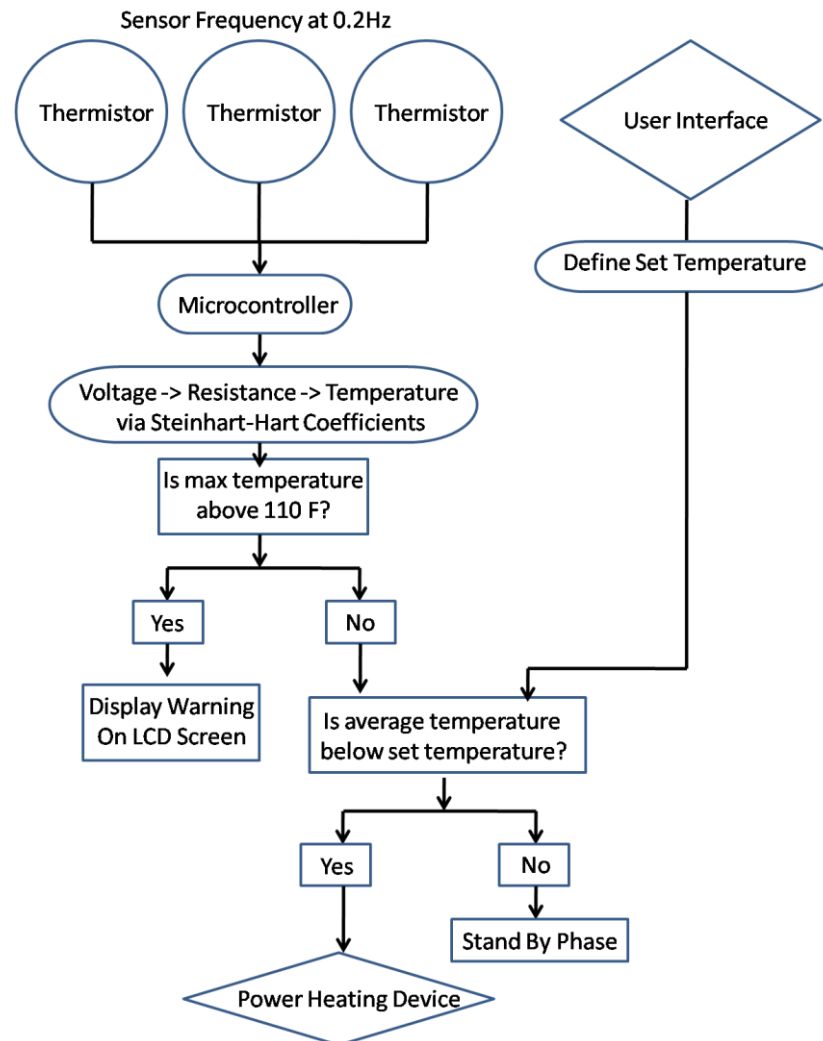 Sensor Frequency at 0.2Hz
Thermistor
Thermistor
Thermistor
User Interface
Define Set Temperature
Microcontroller
Voltage -> Resistance -> Temperature
via Steinhart-Hart Coefficients
Is max temperature
above 110 F?
Yes
No
Display Warning
On LCD Screen
Is average temperature
below set temperature?
Yes
No
Stand By Phase
Power Heating Device